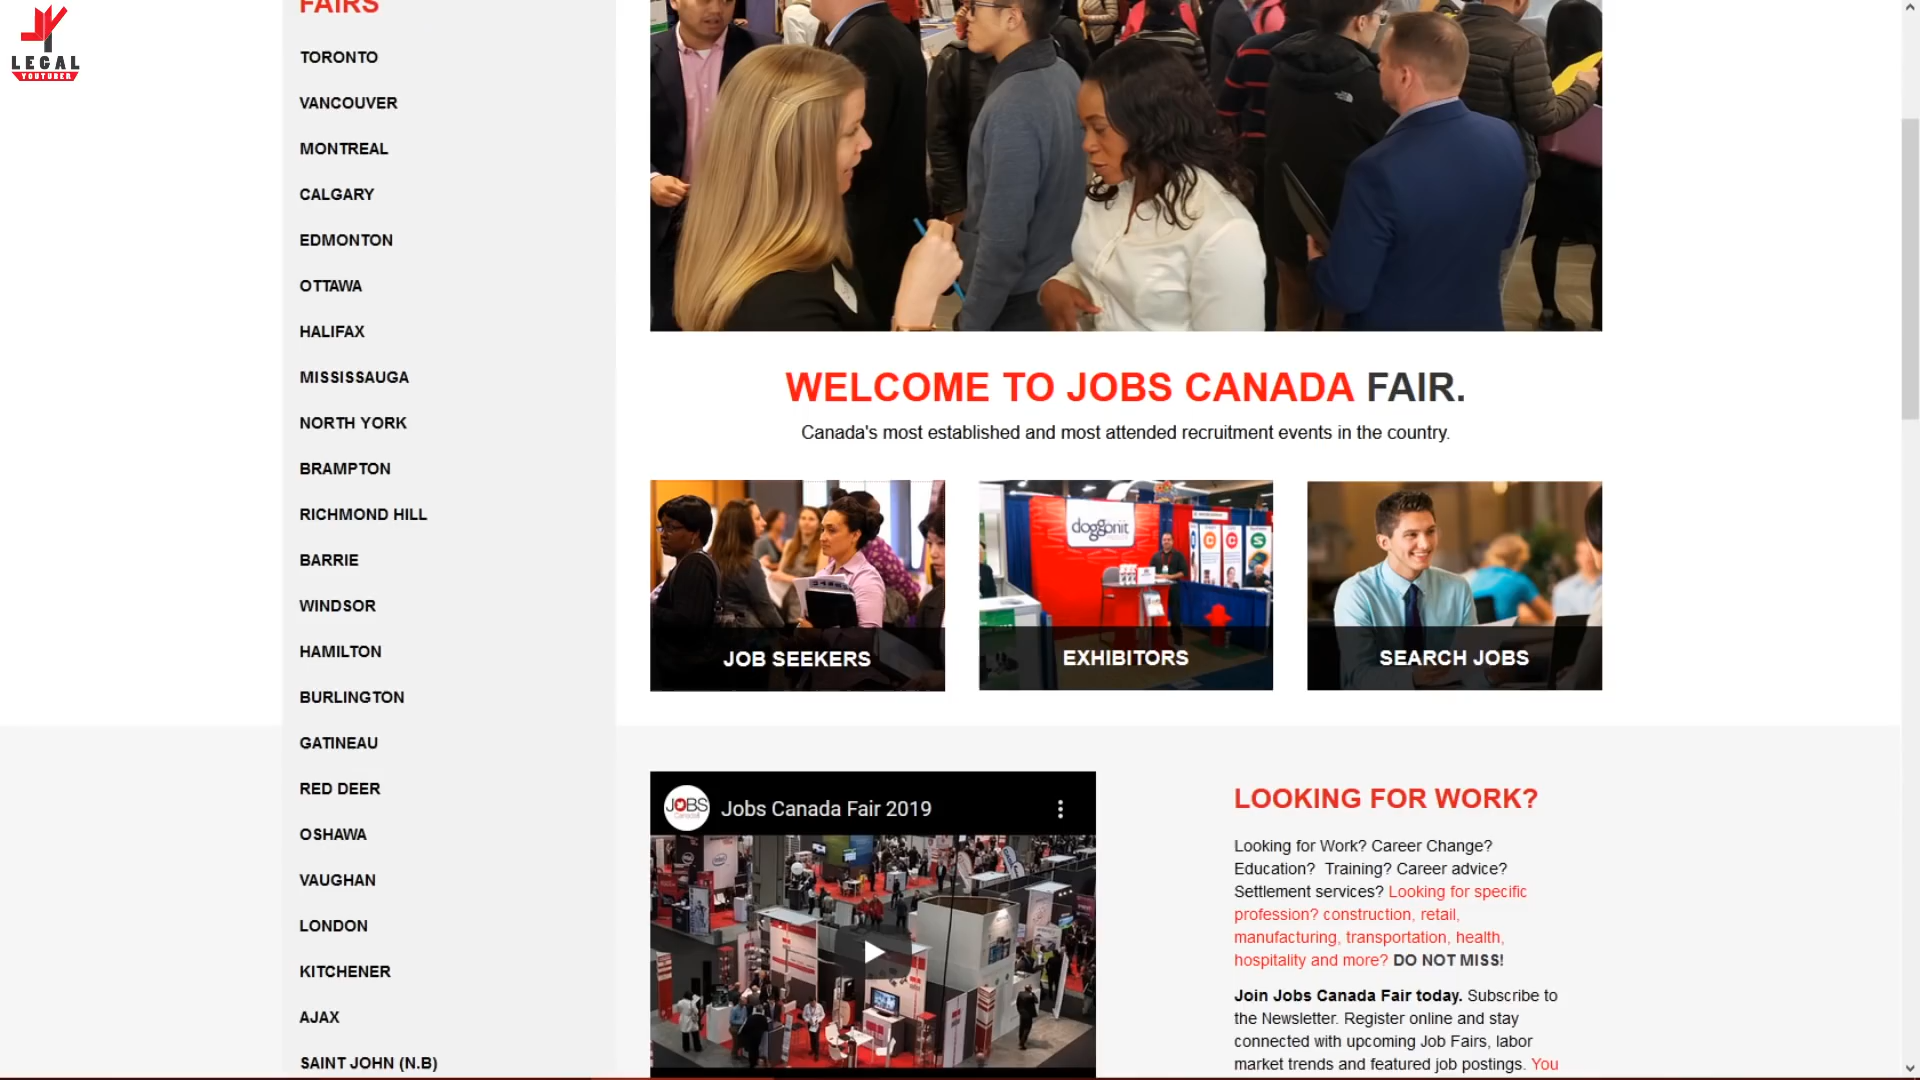 LEGAL
YOUTUBER
FAIRS
TORONTO
VANCOUVER
MONTREAL
CALGARY
EDMONTON
OTTAWA
HALIFAX
MISSISSAUGA
NORTH YORK
BRAMPTON
RICHMOND HILL
BARRIE
WINDSOR
HAMILTON
BURLINGTON
GATINEAU
RED DEER
OSHAWA
VAUGHAN
LONDON
KITCHENER
AJAX
SAINT JOHN (N.B)
WELCOME TO JOBS CANADA FAIR.
Canada's most established and most attended recruitment events in the country.
JOB SEEKERS
doggonit
EXHIBITORS
SEARCH JOBS
JOBS
Canada
Jobs Canada Fair 2019
intel
LOOKING FOR WORK?
Looking for Work? Career Change?
Education? Training? Career advice?
Settlement services? Looking for specific
profession? construction, retail,
manufacturing, transportation, health,
hospitality and more? DO NOT MISS!
Join Jobs Canada Fair today. Subscribe to
the Newsletter. Register online and stay
connected with upcoming Job Fairs, labor
market trends and featured job postings. You